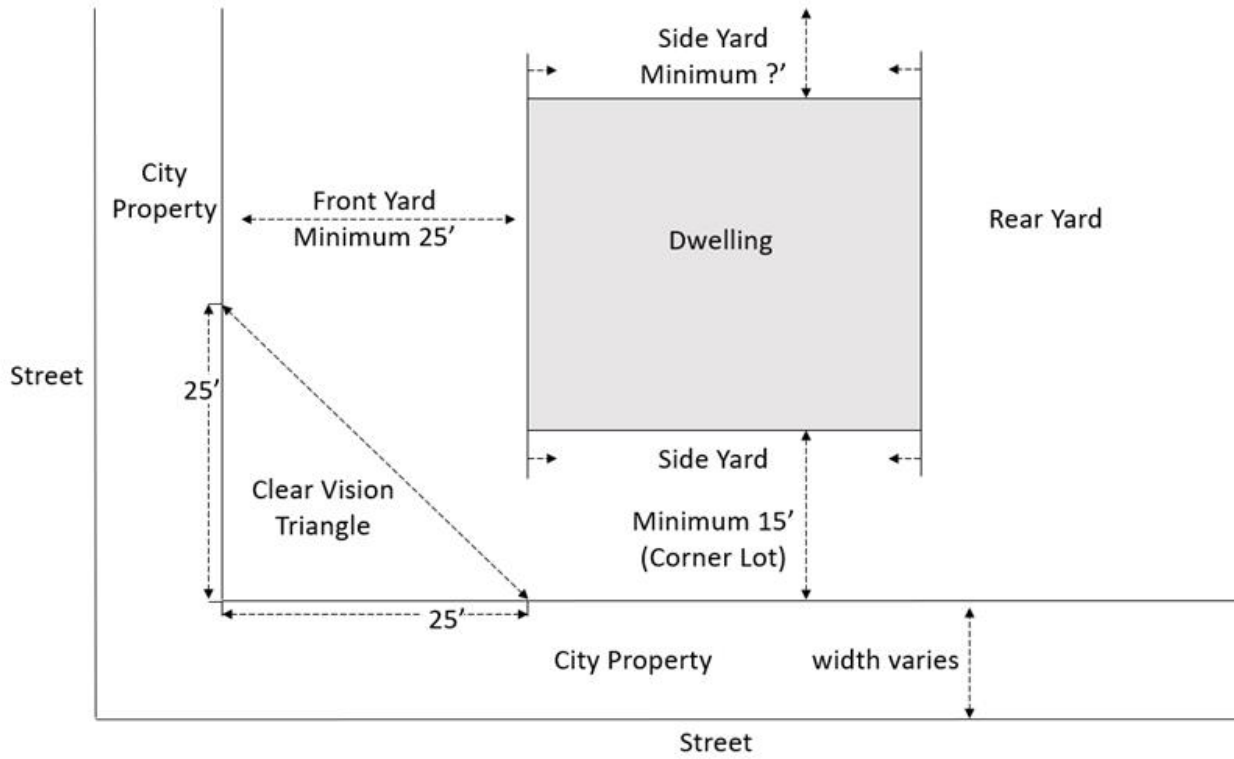 Side Yard
Minimum ?’
City
Property
Front Yard
Minimum 25’
Dwelling
Rear Yard
Street
25’
Side Yard
Clear Vision
Triangle
Minimum 15’
(Corner Lot)
25’
City Property
width varies
Street